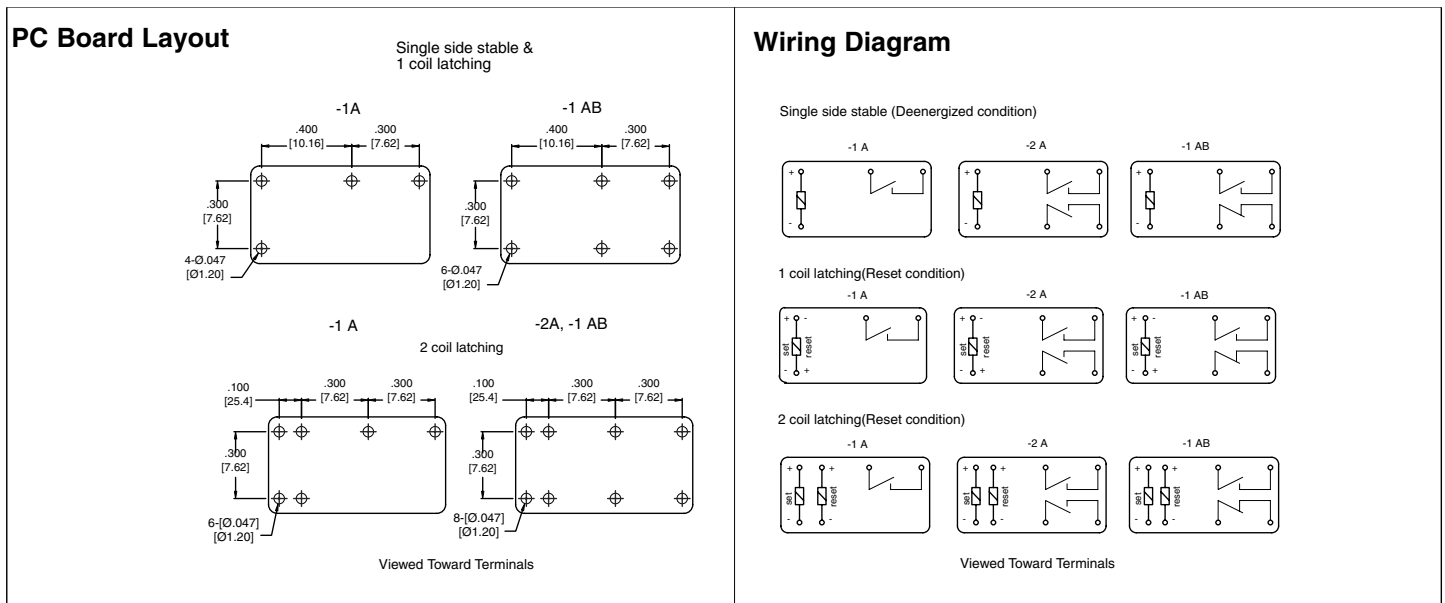 PC Board Layout
Single side stable &
1 coil latching
-1A
.400
[10.16]
.300
[7.62]
.300
[7.62]
4-Ø.047
[Ø1.20]
-1 AB
.400
[10.16]
.300
[7.62]
.300
[7.62]
6-Ø.047
[Ø1.20]
-1 A
-2A, -1 AB
2 coil latching
.100
[25.4]
.300
[7.62]
.300
[7.62]
.300
[7.62]
6-[Ø.047]
[Ø1.20]
.100
[25.4]
.300
[7.62]
.300
[7.62]
.300
[7.62]
8-[Ø.047]
[Ø1.20]
Viewed Toward Terminals
Wiring Diagram
Single side stable (Deenergized condition)
-1 A
-2 A
-1 AB
+
-
+
-
+
-
1 coil latching(Reset condition)
-1 A
-2 A
-1 AB
+ -
set
reset
- +
+ -
set
reset
- +
+ -
set
reset
- +
2 coil latching(Reset condition)
-1 A
-2 A
-1 AB
+ +
set
reset
- -
+ +
set
reset
- -
+ +
set
reset
- -
Viewed Toward Terminals